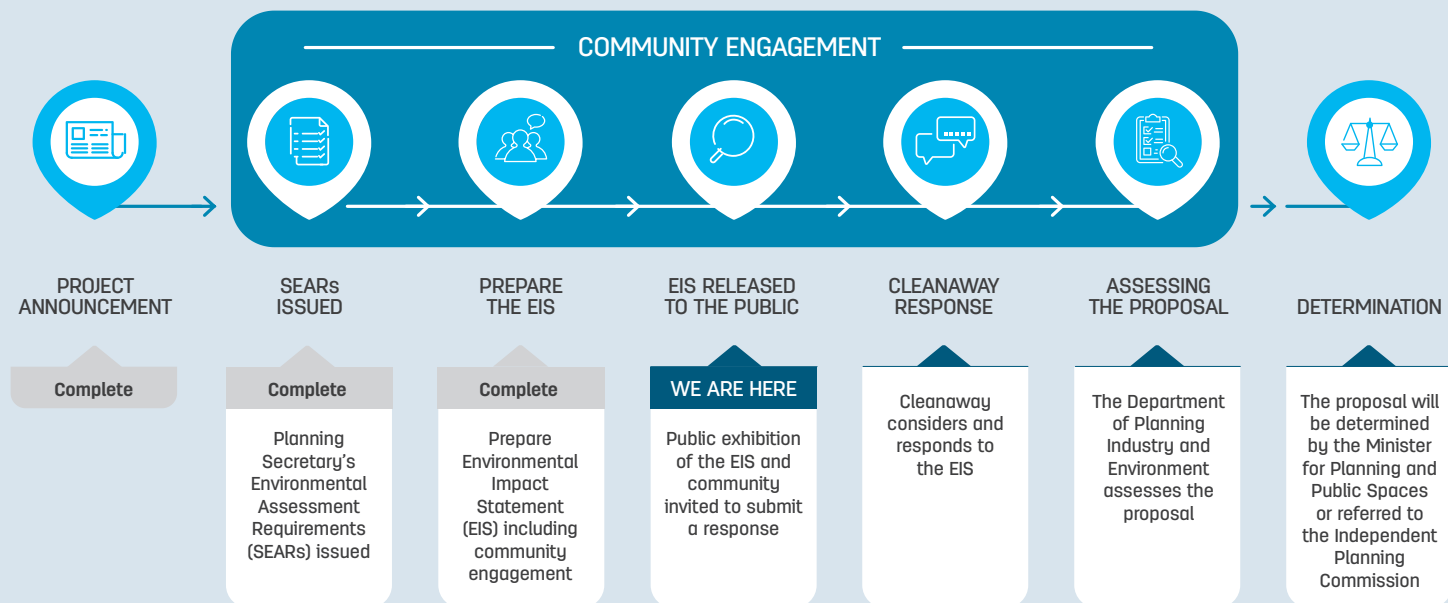 COMMUNITY ENGAGEMENT
PROJECT
ANNOUNCEMENT
Complete
SEARs
ISSUED
Complete
Planning
Secretary's
Environmental
Assessment
Requirements
(SEARs) issued
PREPARE
THE EIS
Complete
Prepare
Environmental
Impact
Statement
(EIS) including
community
engagement
EIS RELEASED
TO THE PUBLIC
WE ARE HERE
Public exhibition
of the EIS and
community
invited to submit
a response
CLEANAWAY
RESPONSE
Cleanaway
considers and
responds to
the EIS
ASSESSING
THE PROPOSAL
The Department
of Planning
Industry and
Environment
assesses the
proposal
DETERMINATION
The proposal will
be determined
by the Minister
for Planning and
Public Spaces
or referred to
the Independent
Planning
Commission